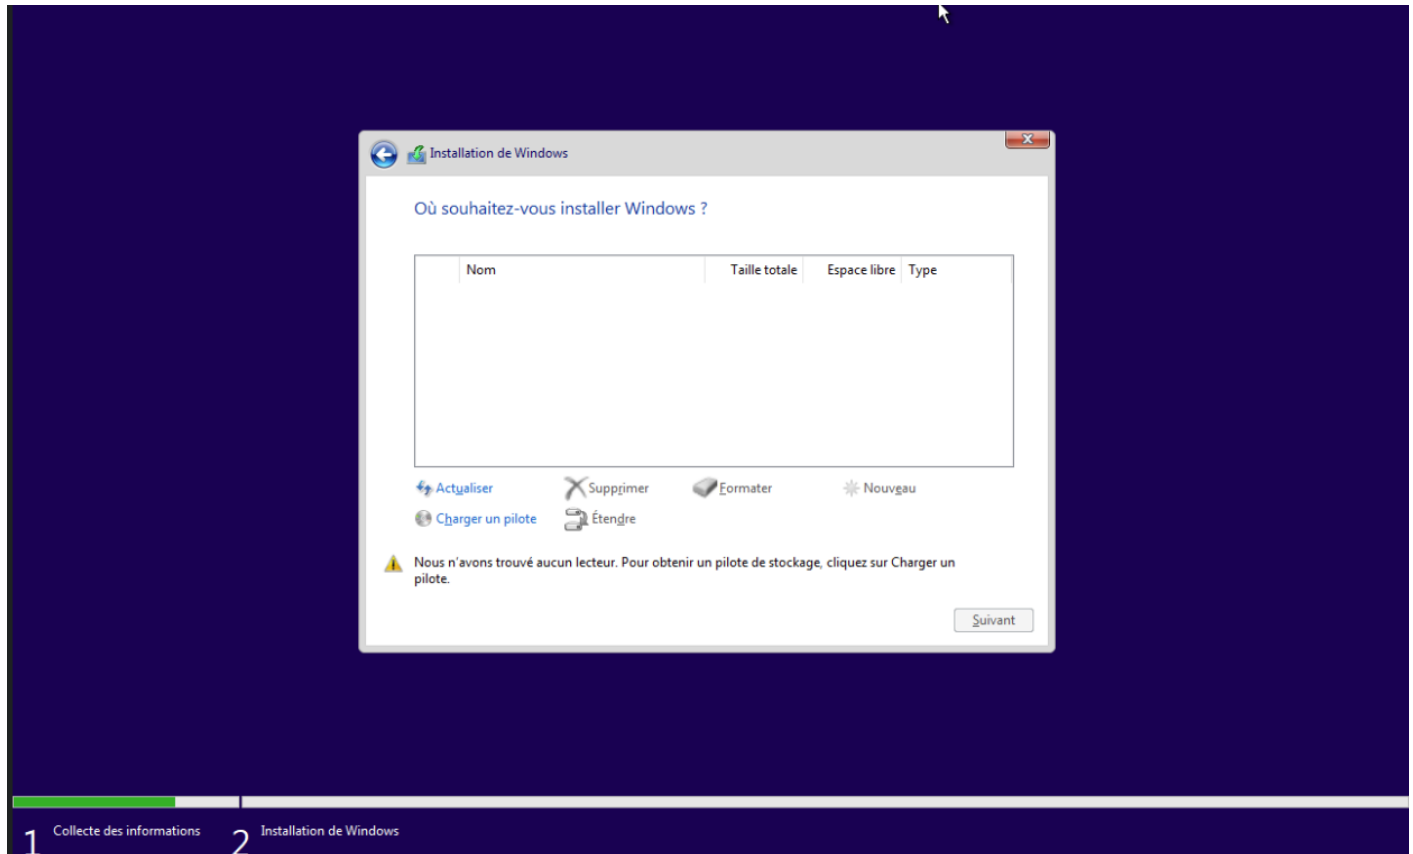 Installation de Windows
Où souhaitez-vous installer Windows ?
Nom Taille totale Espace libre Type
Actualiser Supprimer Formater Nouveau
Charger un pilote Étendre
Nous n'avons trouvé aucun lecteur. Pour obtenir un pilote de stockage, cliquez sur Charger un
pilote.
Suivant
1 Collecte des informations 2 Installation de Windows